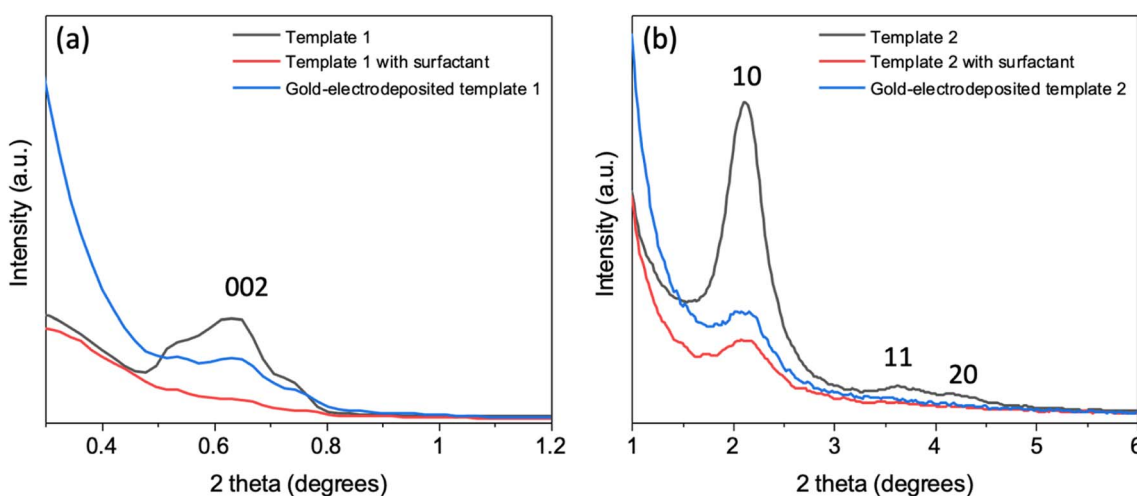 (a)
Template 1
Template 1 with surfactant
Gold-electrodeposited template 1
002
Intensity (a.u.)
0.4 0.6 0.8 1 1.2
2 theta (degrees)
(b)
Template 2
Template 2 with surfactant
Gold-electrodeposited template 2
10
11
20
Intensity (a.u.)
1 2 3 4 5 6
2 theta (degrees)